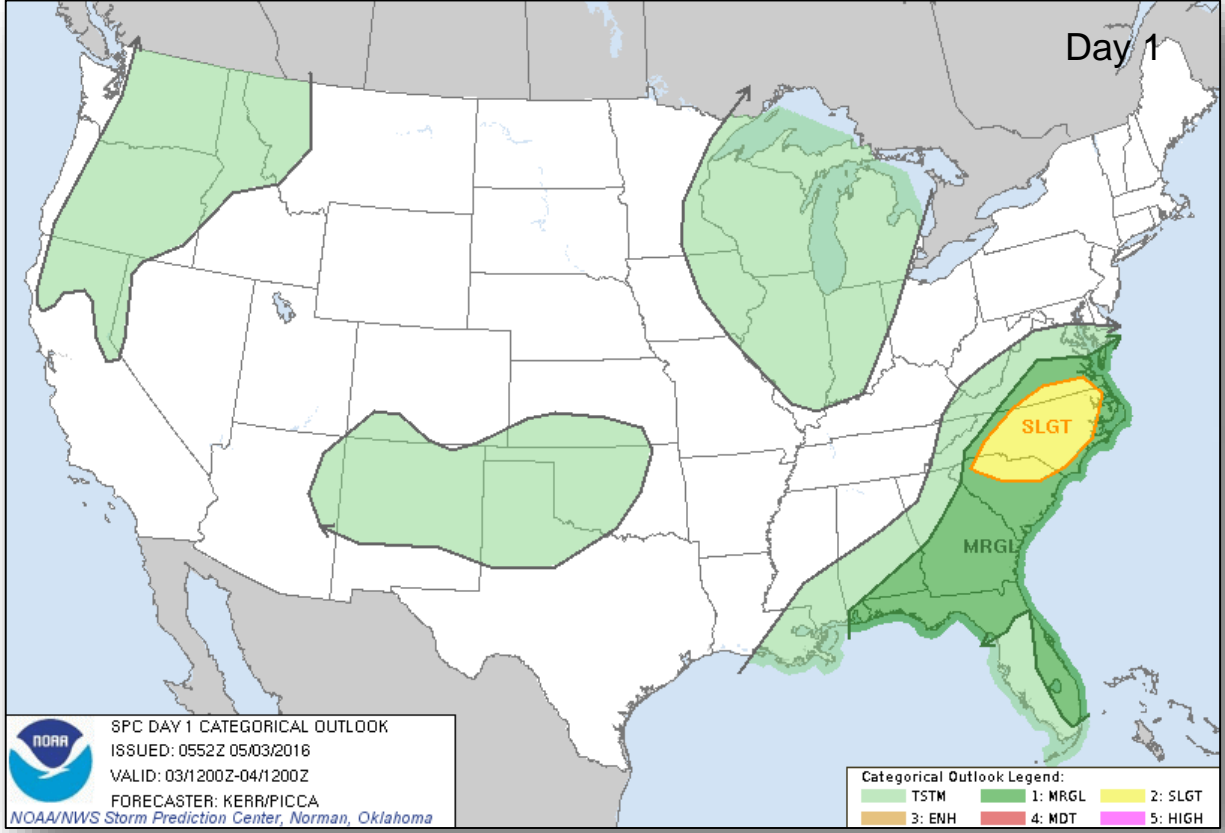 Day 1
SLGT
MRGL
NOAA
SPC DAY 1 CATEGORICAL OUTLOOK
ISSUED: 0552Z 05/03/2016
VALID: 03/1200Z-04/1200Z
FORECASTER: KERR/PICCA
NOAA/NWS Storm Prediction Center, Norman, Oklahoma
Categorical Outlook Legend:
TSTM 1: MRGL 2: SLGT
3: ENH 4: MDT 5: HIGH